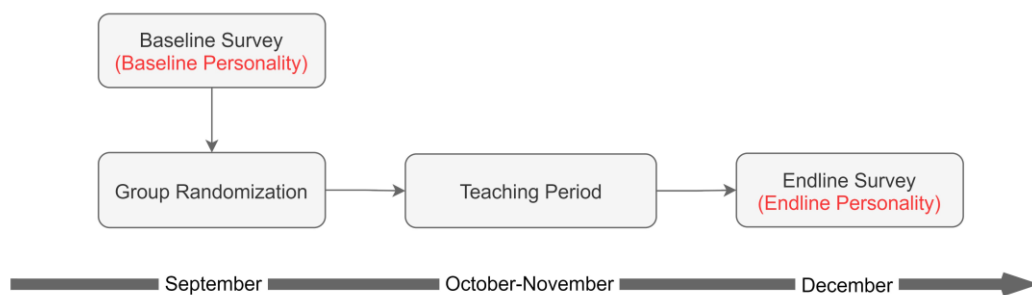 Baseline Survey
(Baseline Personality)
Group Randomization
Teaching Period
Endline Survey
(Endline Personality)
September
October-November
December